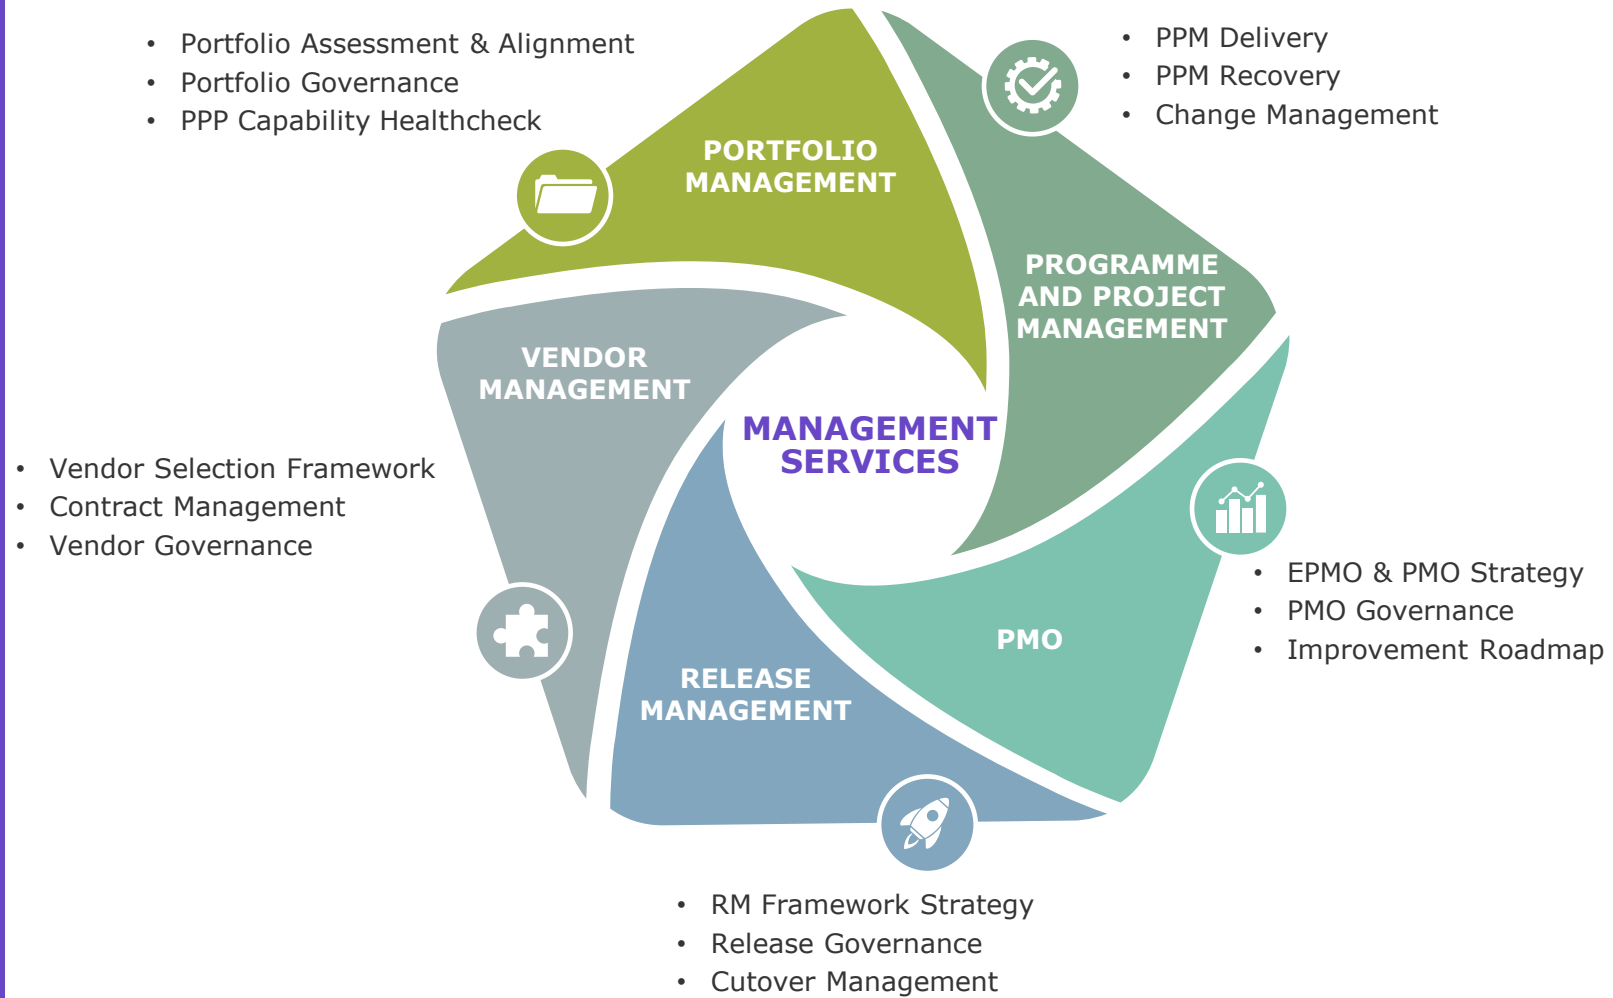 • Portfolio Assessment & Alignment
• Portfolio Governance
• PPP Capability Healthcheck
• PPM Delivery
• PPM Recovery
• Change Management
PORTFOLIO
MANAGEMENT
PROGRAMME
AND PROJECT
MANAGEMENT
VENDOR
MANAGEMENT
MANAGEMENT
SERVICES
• Vendor Selection Framework
• Contract Management
• Vendor Governance
• EPMO & PMO Strategy
• PMO Governance
• Improvement Roadmap
PMO
RELEASE
MANAGEMENT
• RM Framework Strategy
• Release Governance
• Cutover Management